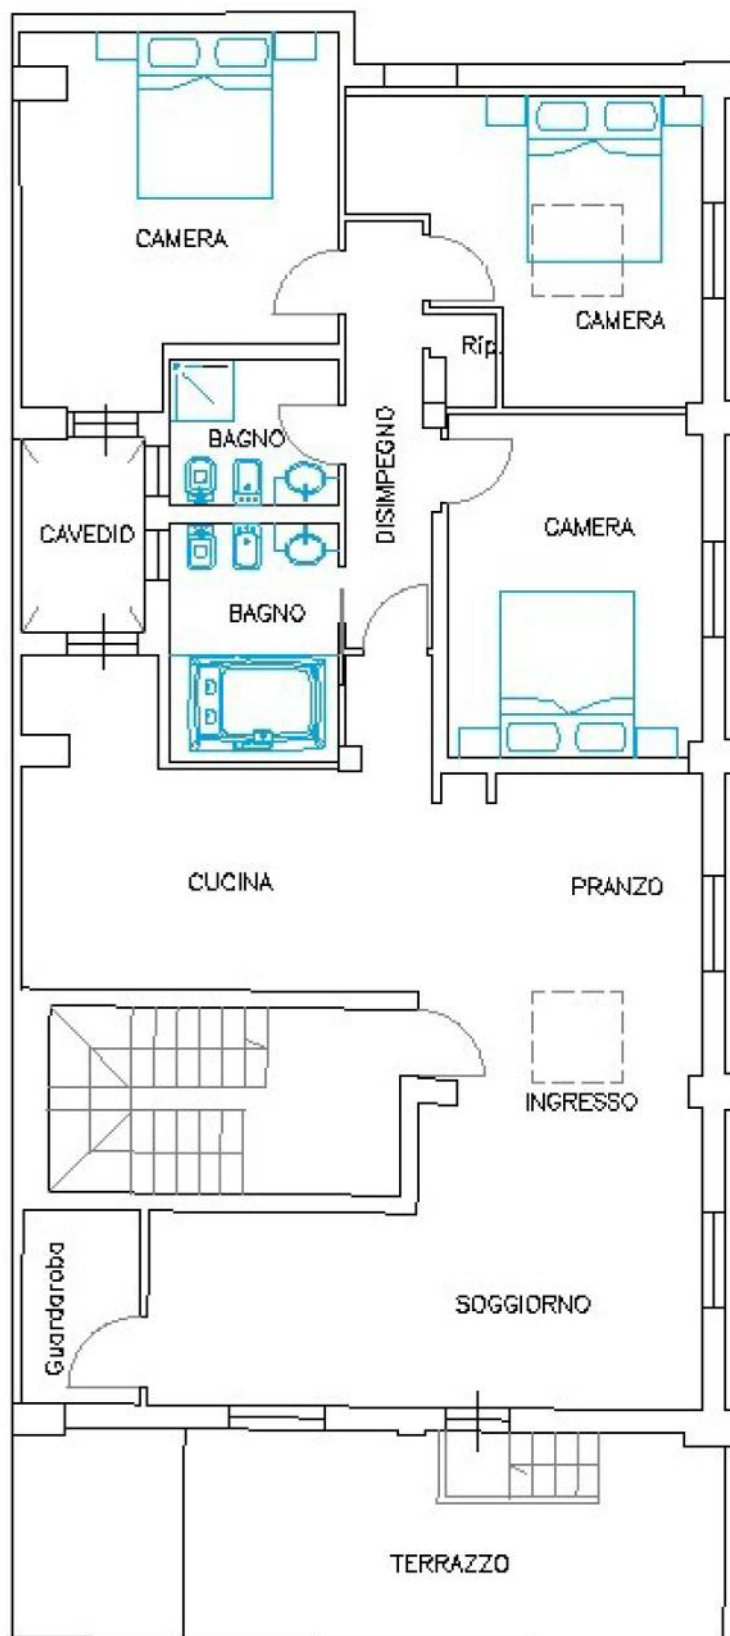 CAMERA
CAMERA
Rip.
BAGNO
DISIMPEGNO
CAVEDIO
CAMERA
BAGNO
CUCINA
PRANZO
INGRESSO
Guardaroba
SOGGIORNO
TERRAZZO